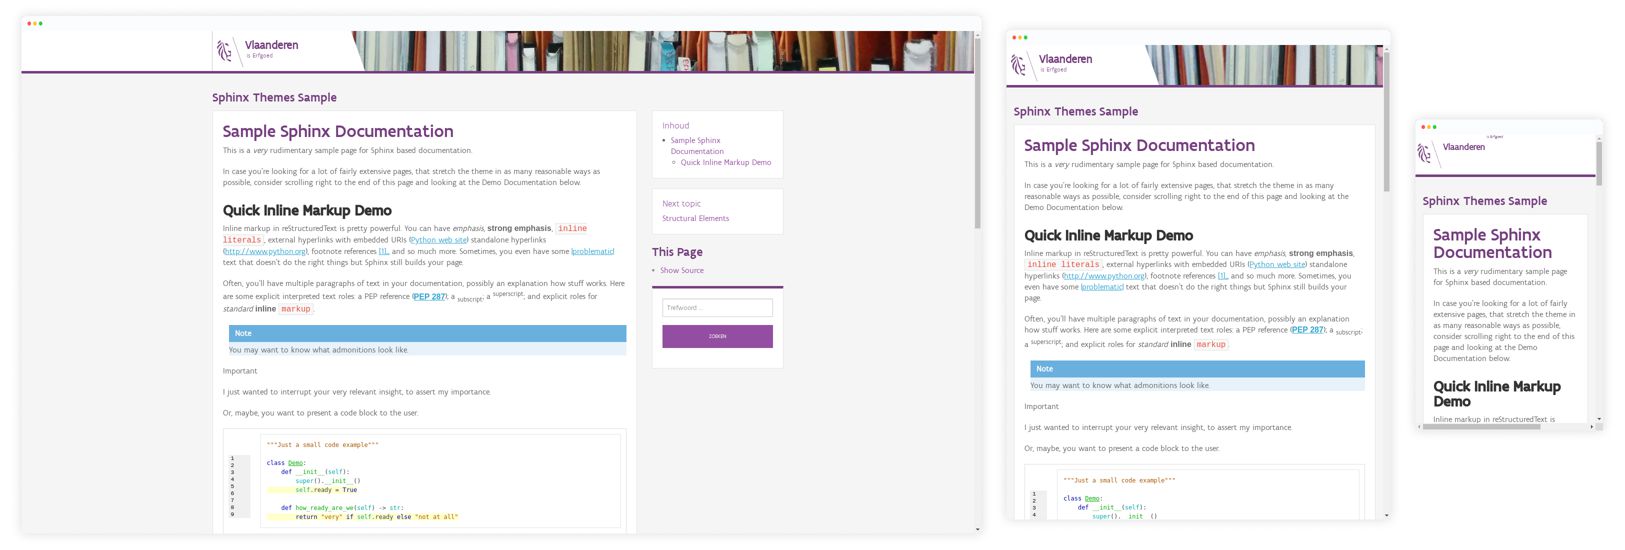 Vlaanderen
is Erfgoed
Sphinx Themes Sample
Sample Sphinx Documentation
This is a very rudimentary sample page for Sphinx based documentation.
In case you're looking for a lot of fairly extensive pages, that stretch the theme in as many reasonable ways as
possible, consider scrolling right to the end of this page and looking at the Demo Documentation below.
Quick Inline Markup Demo
Inline markup in reStructuredText is pretty powerful. You can have emphasis, strong emphasis, inline
literals, external hyperlinks with embedded URIs (Python web site) standalone hyperlinks
(http://www.python.org), footnote references [1], and so much more. Sometimes, you even have some |problematic|
text that doesn't do the right things but Sphinx still builds your page.
Often, you'll have multiple paragraphs of text in your documentation, possibly an explanation how stuff works. Here
are some explicit interpreted text roles: a PEP reference (PEP 287); a subscript; a superscript; and explicit roles for
standard inline markup.
Note
You may want to know what admonitions look like.
Important
I just wanted to interrupt your very relevant insight, to assert my importance.
Or, maybe, you want to present a code block to the user.
1
2
3
4
5
6
7
8
9
"""Just a small code example"""
class Demo:
def __init__(self):
super().__init__()
self.ready = True
def how_ready_are_we(self) -> str:
return "very" if self.ready else "not at all"
Inhoud
Sample Sphinx
Documentation
Quick Inline Markup Demo
Next topic
Structural Elements
This Page
Show Source
Trefwoord ...
ZOEKEN
Vlaanderen
is Erfgoed
Sphinx Themes Sample
Sample Sphinx Documentation
This is a very rudimentary sample page for Sphinx based documentation.
In case you're looking for a lot of fairly extensive pages, that stretch the theme in as many
reasonable ways as possible, consider scrolling right to the end of this page and looking at the
Demo Documentation below.
Quick Inline Markup Demo
Inline markup in reStructuredText is pretty powerful. You can have emphasis, strong emphasis,
inline literals, external hyperlinks with embedded URIs (Python web site) standalone
hyperlinks (http://www.python.org), footnote references [1], and so much more. Sometimes, you
even have some |problematic| text that doesn't do the right things but Sphinx still builds your
page.
Often, you'll have multiple paragraphs of text in your documentation, possibly an explanation
how stuff works. Here are some explicit interpreted text roles: a PEP reference (PEP 287); a subscript;
a superscript; and explicit roles for standard inline markup.
Note
You may want to know what admonitions look like.
Important
I just wanted to interrupt your very relevant insight, to assert my importance.
Or, maybe, you want to present a code block to the user.
1
2
3
4
"""Just a small code example"""
class Demo:
def __init__(self):
super().__init__()
is Erfgoed
Vlaanderen
Sphinx Themes Sample
Sample Sphinx
Documentation
This is a very rudimentary sample page
for Sphinx based documentation.
In case you're looking for a lot of fairly
extensive pages, that stretch the theme in
as many reasonable ways as possible,
consider scrolling right to the end of this
page and looking at the Demo
Documentation below.
Quick Inline Markup
Demo
Inline markup in reStructuredText is